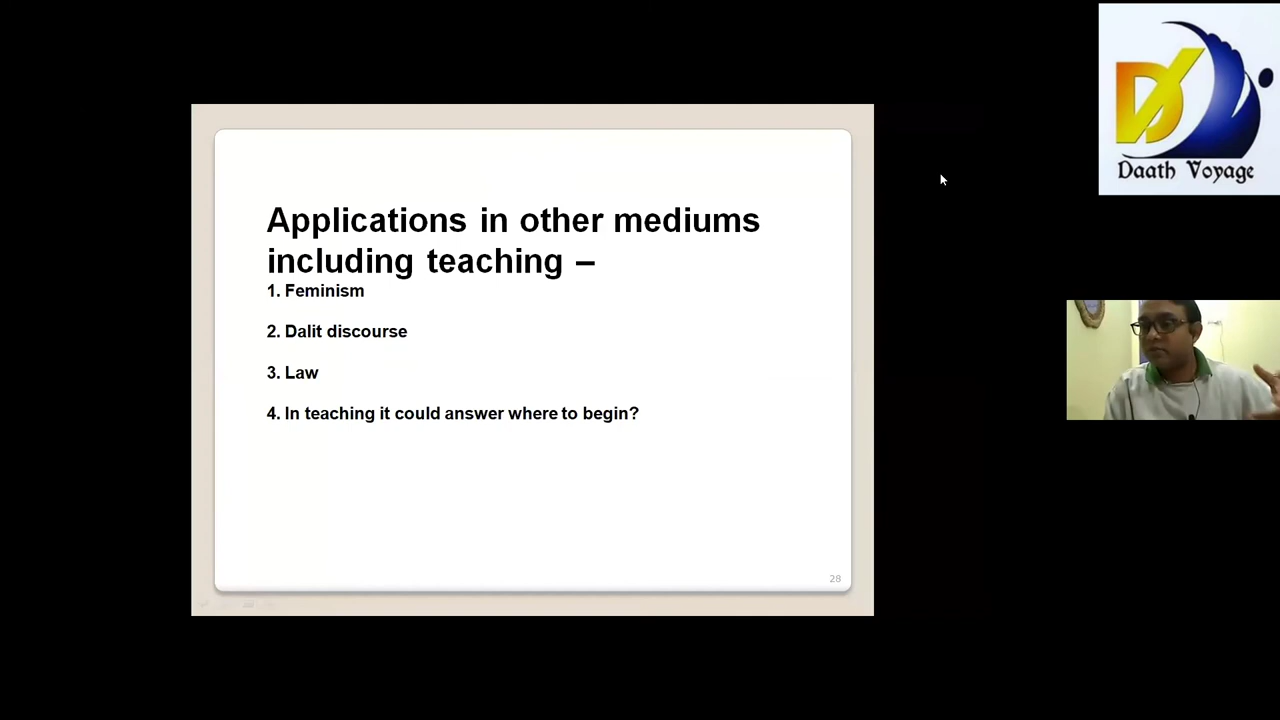 Daath Voyage
Applications in other mediums
including teaching –
1. Feminism
2. Dalit discourse
3. Law
4. In teaching it could answer where to begin?
28